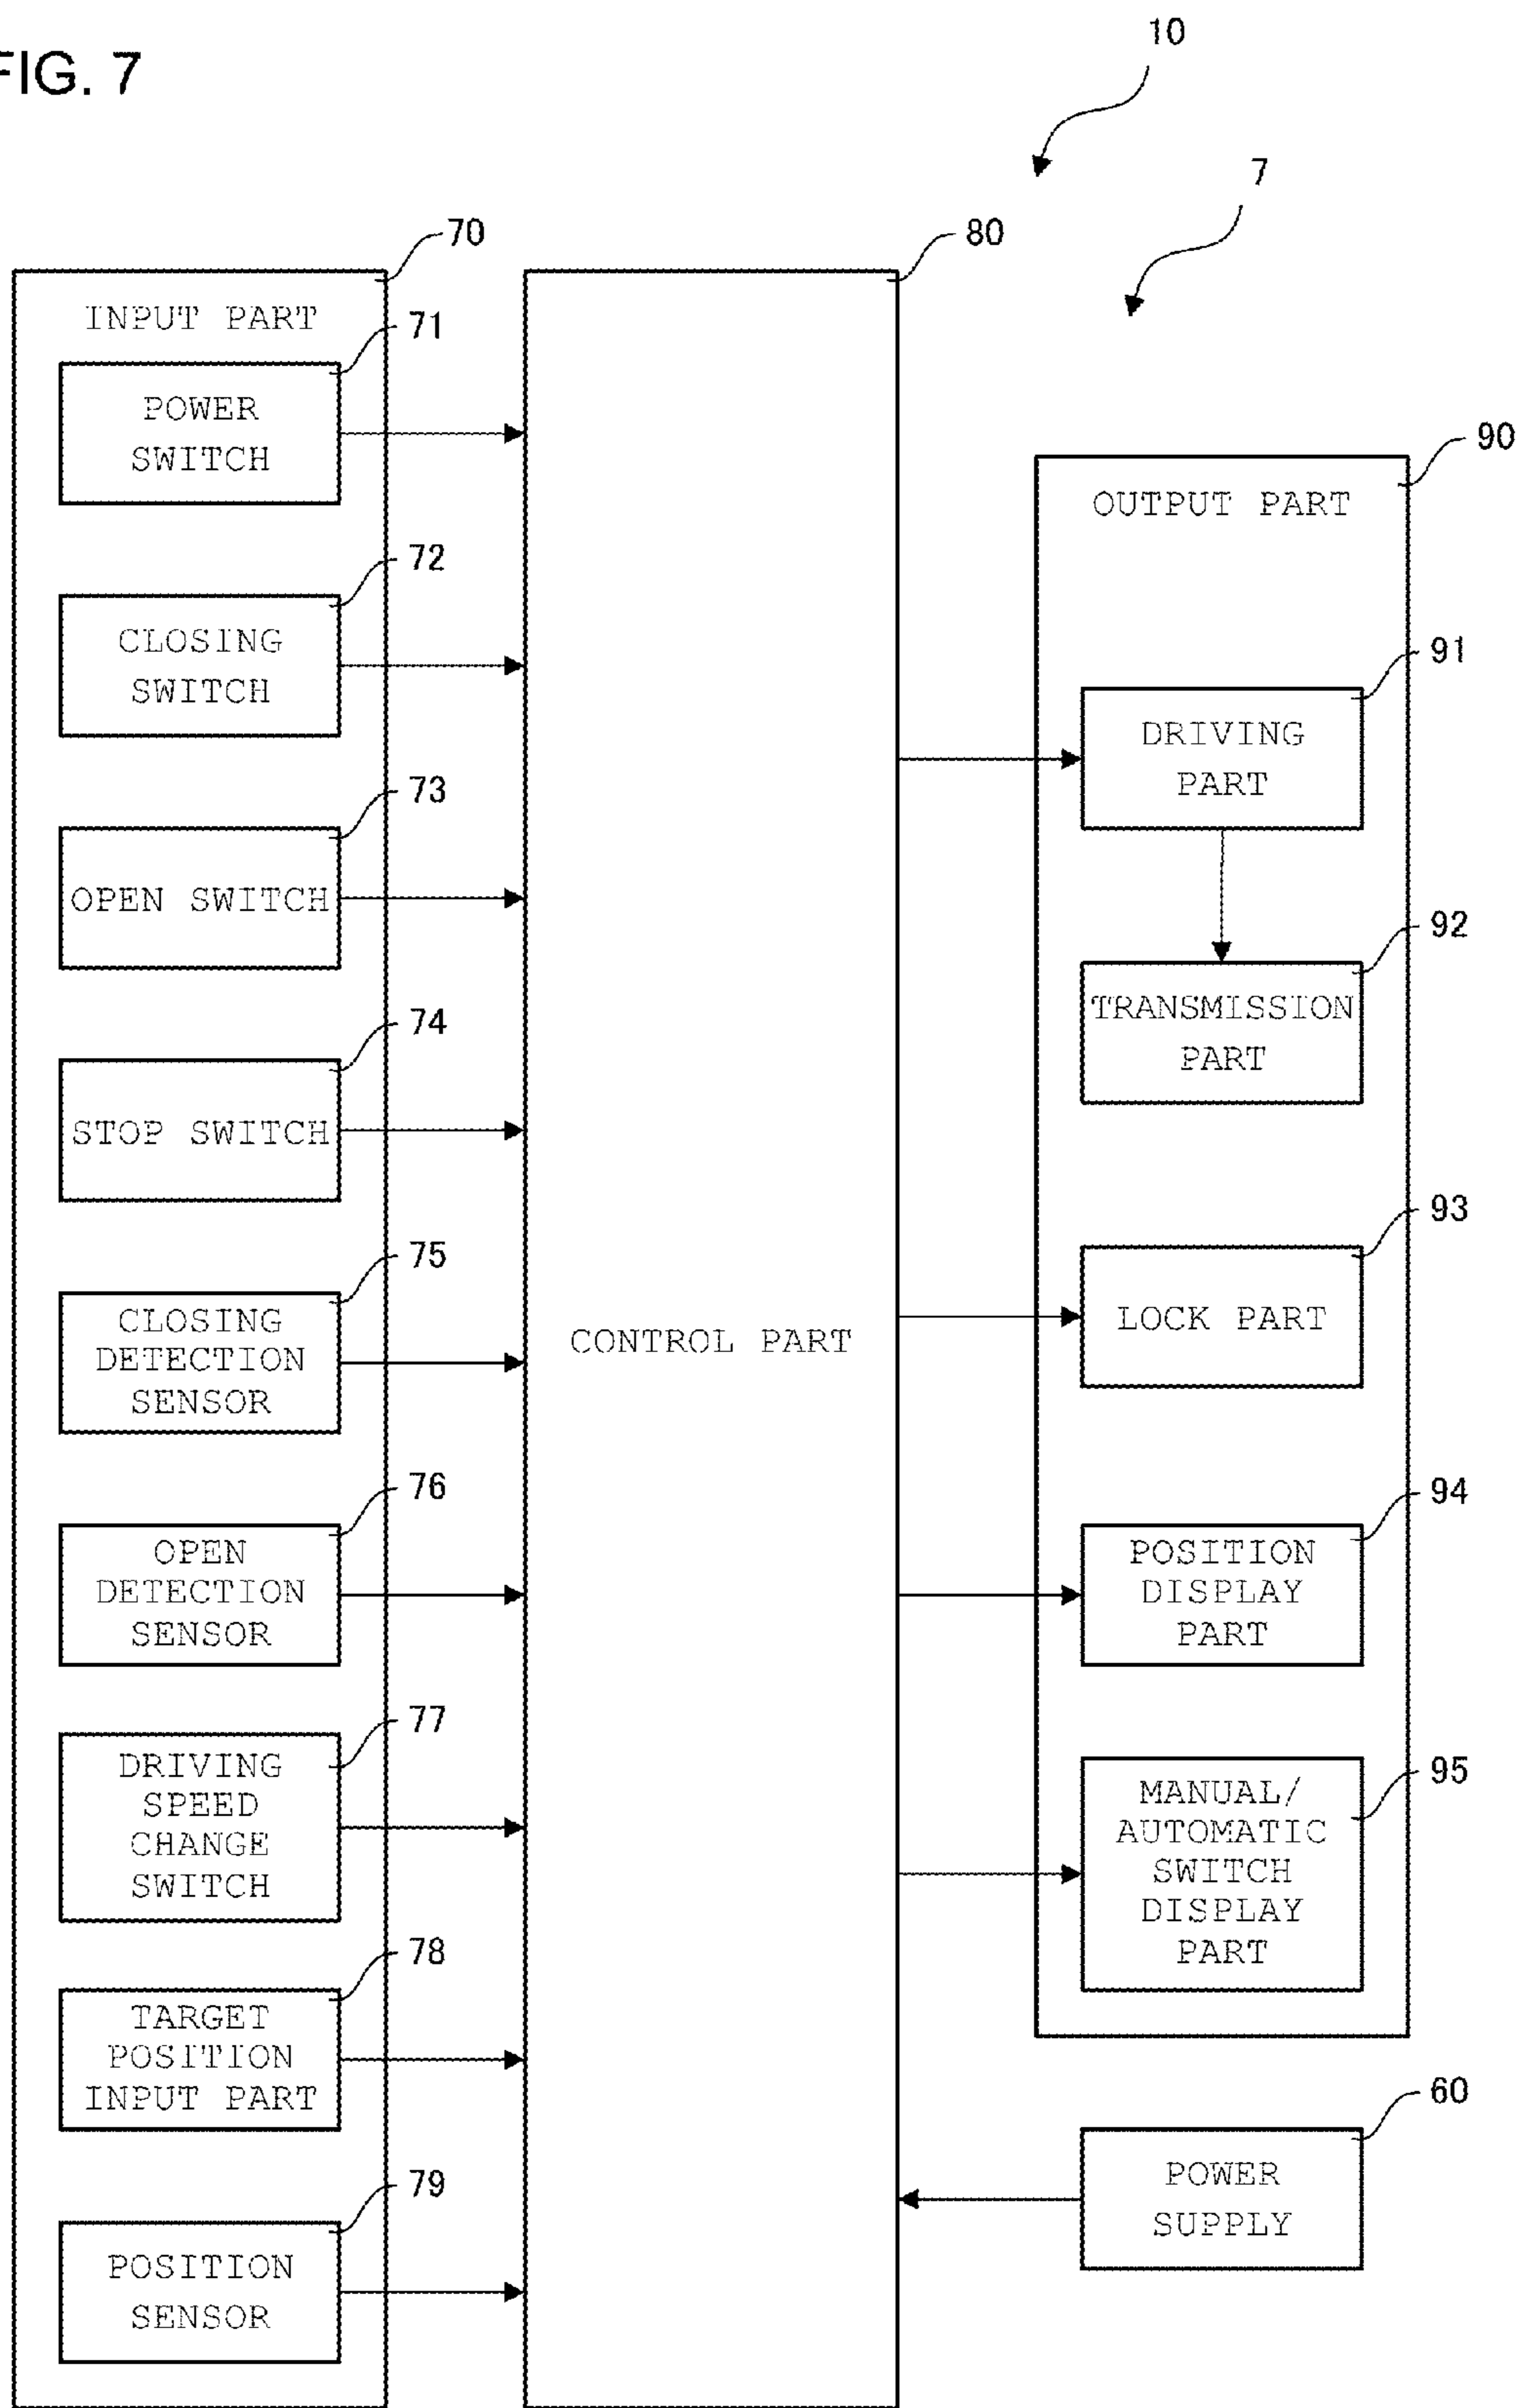 FIG. 7
10
7
70
INPUT PART
71
POWER
SWITCH
72
CLOSING
SWITCH
73
OPEN SWITCH
74
STOP SWITCH
75
CLOSING
DETECTION
SENSOR
76
OPEN
DETECTION
SENSOR
77
DRIVING
SPEED
CHANGE
SWITCH
78
TARGET
POSITION
INPUT PART
79
POSITION
SENSOR
80
CONTROL PART
90
OUTPUT PART
91
DRIVING
PART
92
TRANSMISSION
PART
93
LOCK PART
94
POSITION
DISPLAY
PART
95
MANUAL/
AUTOMATIC
SWITCH
DISPLAY
PART
60
POWER
SUPPLY